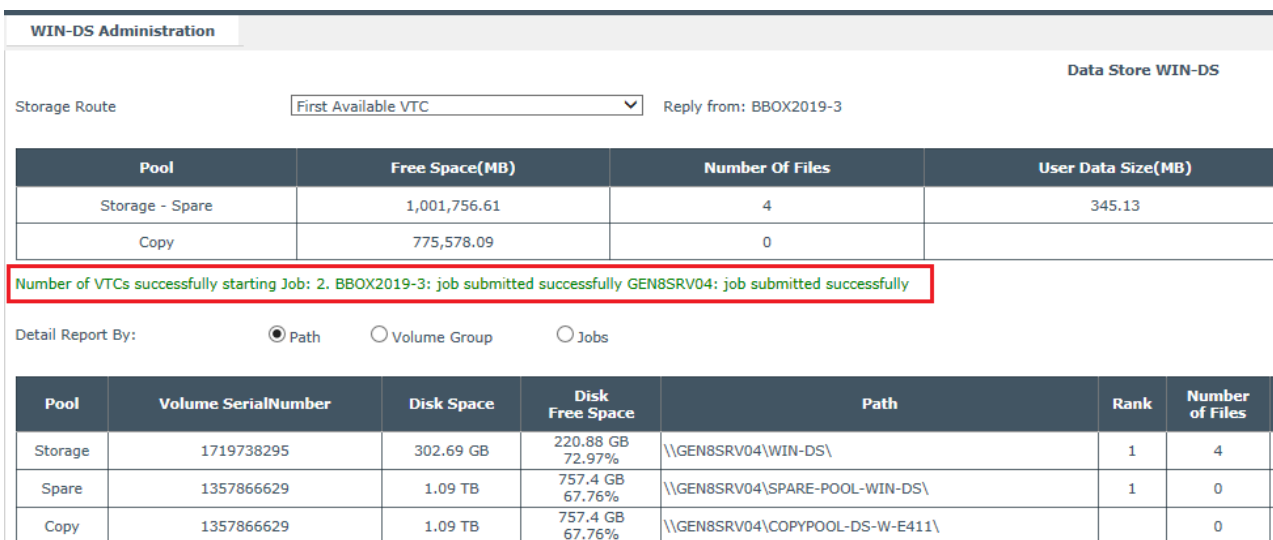 WIN-DS Administration
Data Store WIN-DS
Storage Route First Available VTC Reply from: BBOX2019-3
Pool Free Space(MB) Number Of Files User Data Size(MB)
Storage - Spare 1,001,756.61 4 345.13
Copy 775,578.09 0
Number of VTCs successfully starting Job: 2. BBOX2019-3: job submitted successfully GEN8SRV04: job submitted successfully
Detail Report By: Path Volume Group Jobs
Pool Volume SerialNumber Disk Space Disk Free Space Path Rank Number of Files
Storage 1719738295 302.69 GB 220.88 GB 72.97% \\GEN8SRV04\WIN-DS\ 1 4
Spare 1357866629 1.09 TB 757.4 GB 67.76% \\GEN8SRV04\SPARE-POOL-WIN-DS\ 1 0
Copy 1357866629 1.09 TB 757.4 GB 67.76% \\GEN8SRV04\COPYPOOL-DS-W-E411\ 0